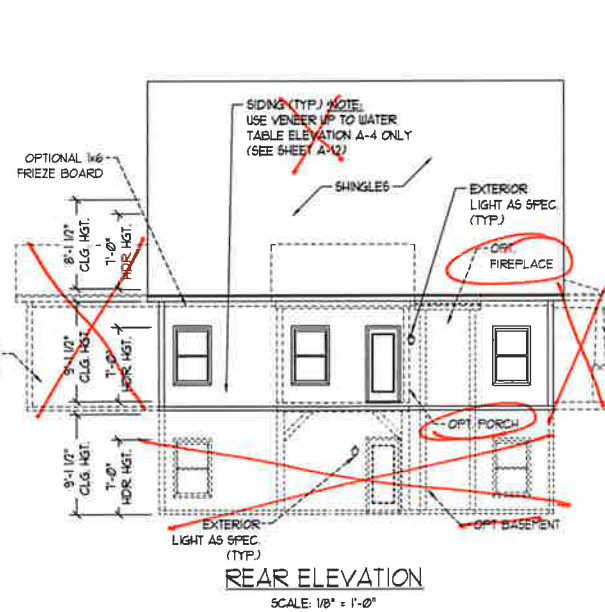 SIDING (TYP.) NOTE:
USE VENEER UP TO WATER
TABLE ELEVATION A-4 ONLY
(SEE SHEET A-12)
OPTIONAL 1x6
FRIEZE BOARD
SHINGLES
EXTERIOR
LIGHT AS SPEC.
(TYP.)
OPT.
FIREPLACE
8'-1 1/2"
CLG. HGT.
7'-0"
HDR. HGT.
9'-1 1/2"
CLG. HGT.
7'-0"
HDR. HGT.
OPT. PORCH
9'-1 1/2"
CLG. HGT.
7'-0"
HDR. HGT.
EXTERIOR
LIGHT AS SPEC.
(TYP.)
OPT BASEMENT
REAR ELEVATION
SCALE: 1/8" = 1'-0"